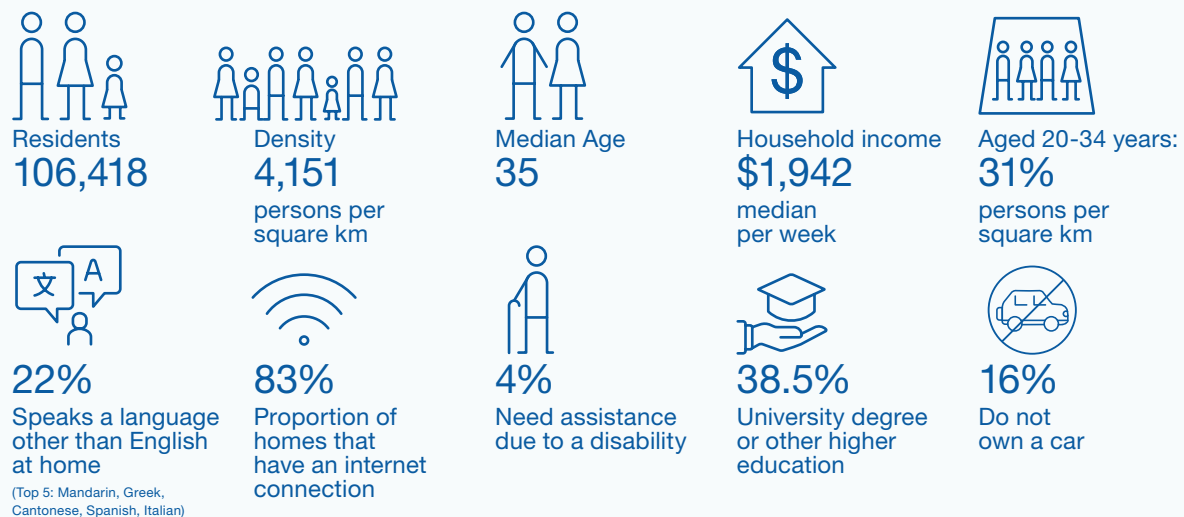 Residents
106,418
Density
4,151
persons per
square km
Median Age
35
Household income
$1,942
median
per week
Aged 20-34 years:
31%
persons per
square km
文
A
$
22%
Speaks a language
other than English
at home
(Top 5: Mandarin, Greek,
Cantonese, Spanish, Italian)
83%
Proportion of
homes that
have an internet
connection
4%
Need assistance
due to a disability
38.5%
University degree
or other higher
education
16%
Do not
own a car